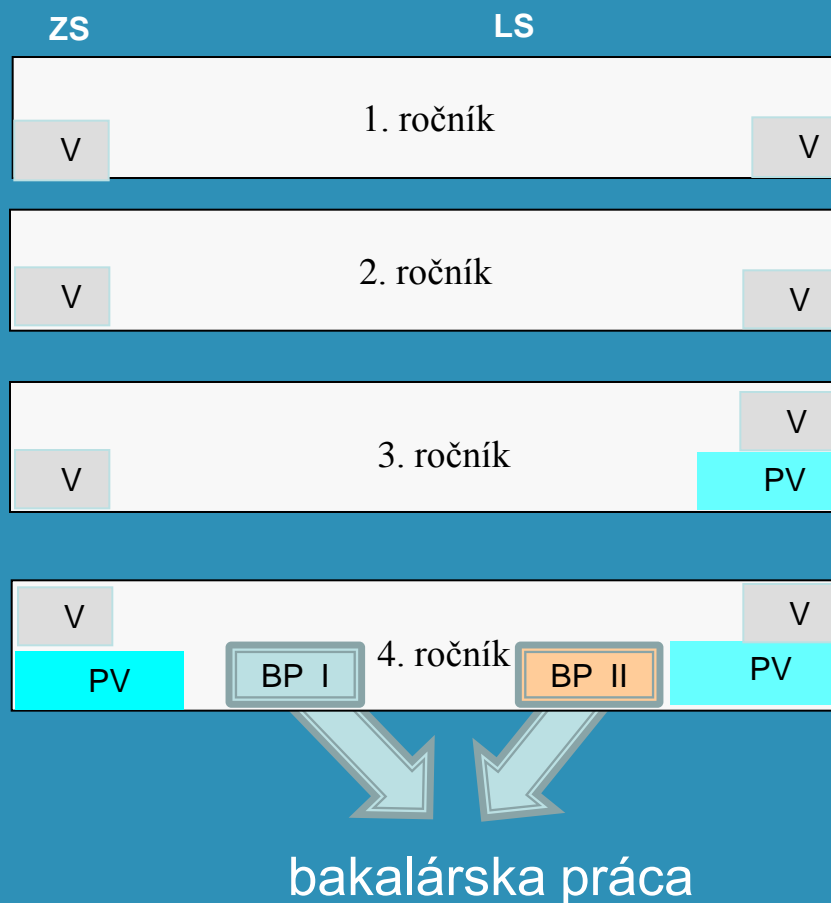 ZS LS
1. ročník
V V
2. ročník
V V
V
3. ročník
V PV
V V
4. ročník
PV BP I BP II PV
bakalárska práca